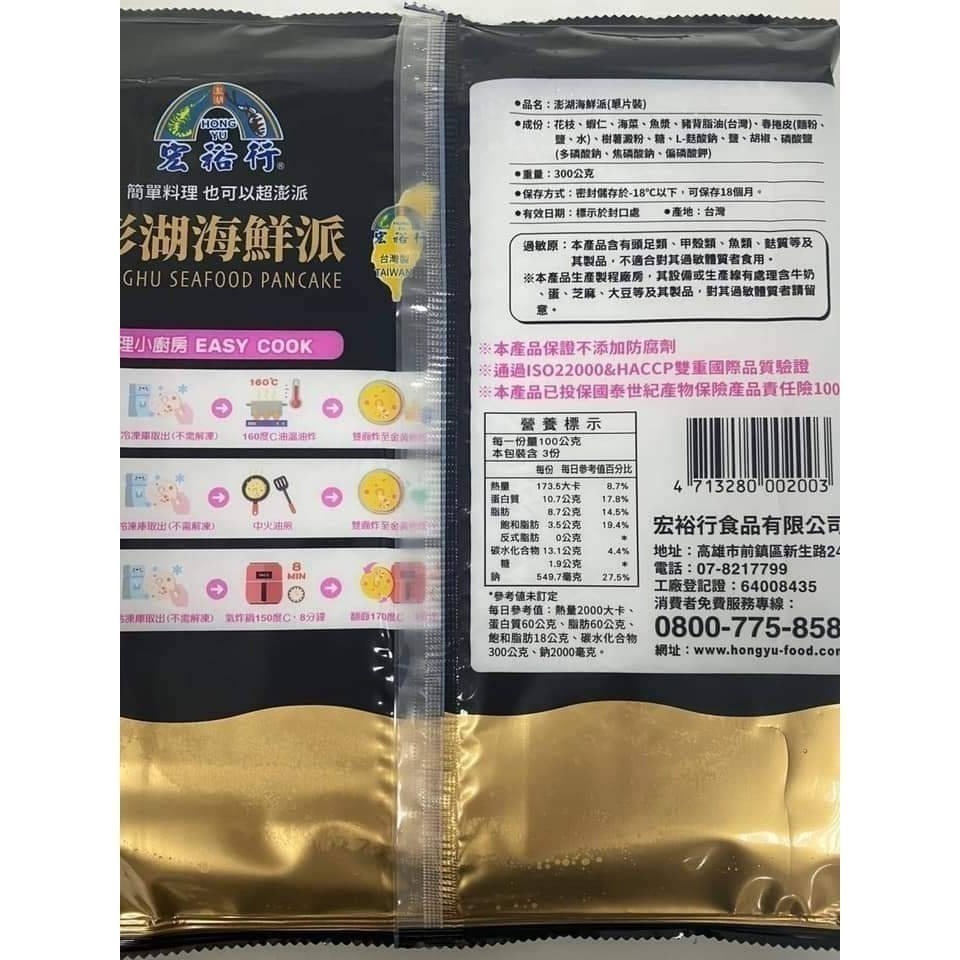 HONG
YU
宏裕行®
簡單料理 也可以超澎派
澎湖海鮮派
GHU SEAFOOD PANCAKE
宏裕行
台灣製
TAIWAN
理小廚房 EASY COOK
160℃
冷凍庫取出(不需解凍)
160度C油溫油炸
雙面炸至金黃
冷凍庫取出(不需解凍)
中火油煎
雙面炸至金黃
8
MIN
冷凍庫取出(不需解凍)
氣炸鍋150度C、8分鐘
翻面170度C
●品名：澎湖海鮮派(單片裝)
●成份：花枝、蝦仁、海菜、魚漿、豬背脂油(台灣)、春捲皮(麵粉、
鹽、水)、樹薯澱粉、糖、L-麩酸鈉、鹽、胡椒、磷酸鹽
(多磷酸鈉、焦磷酸鈉、偏磷酸鉀)
●重量：300公克
●保存方式：密封儲存於-18℃以下，可保存18個月。
●有效日期：標示於封口處 ●產地：台灣
過敏原：本產品含有頭足類、甲殼類、魚類、麩質等及
其製品，不適合對其過敏體質者食用。
※本產品生產製程廠房，其設備或生產線有處理含牛奶
、蛋、芝麻、大豆等及其製品，對其過敏體質者請留
意。
※本產品保證不添加防腐劑
※通過ISO22000&HACCP雙重國際品質驗證
※本產品已投保國泰世紀產物保險產品責任險100
營養標示
每一份量100公克
本包裝含 3份
每份 每日參考值百分比
熱量 173.5大卡 8.7%
蛋白質 10.7公克 17.8%
脂肪 8.7公克 14.5%
飽和脂肪 3.5公克 19.4%
反式脂肪 0公克 *
碳水化合物 13.1公克 4.4%
糖 1.9公克 *
鈉 549.7毫克 27.5%
*參考值未訂定
每日參考值：熱量2000大卡、
蛋白質60公克、脂肪60公克、
飽和脂肪18公克、碳水化合物
300公克、鈉2000毫克。
4 713280 002003
宏裕行食品有限公司
地址：高雄市前鎮區新生路24
電話：07-8217799
工廠登記證：64008435
消費者免費服務專線：
0800-775-858
網址：www.hongyu-food.com